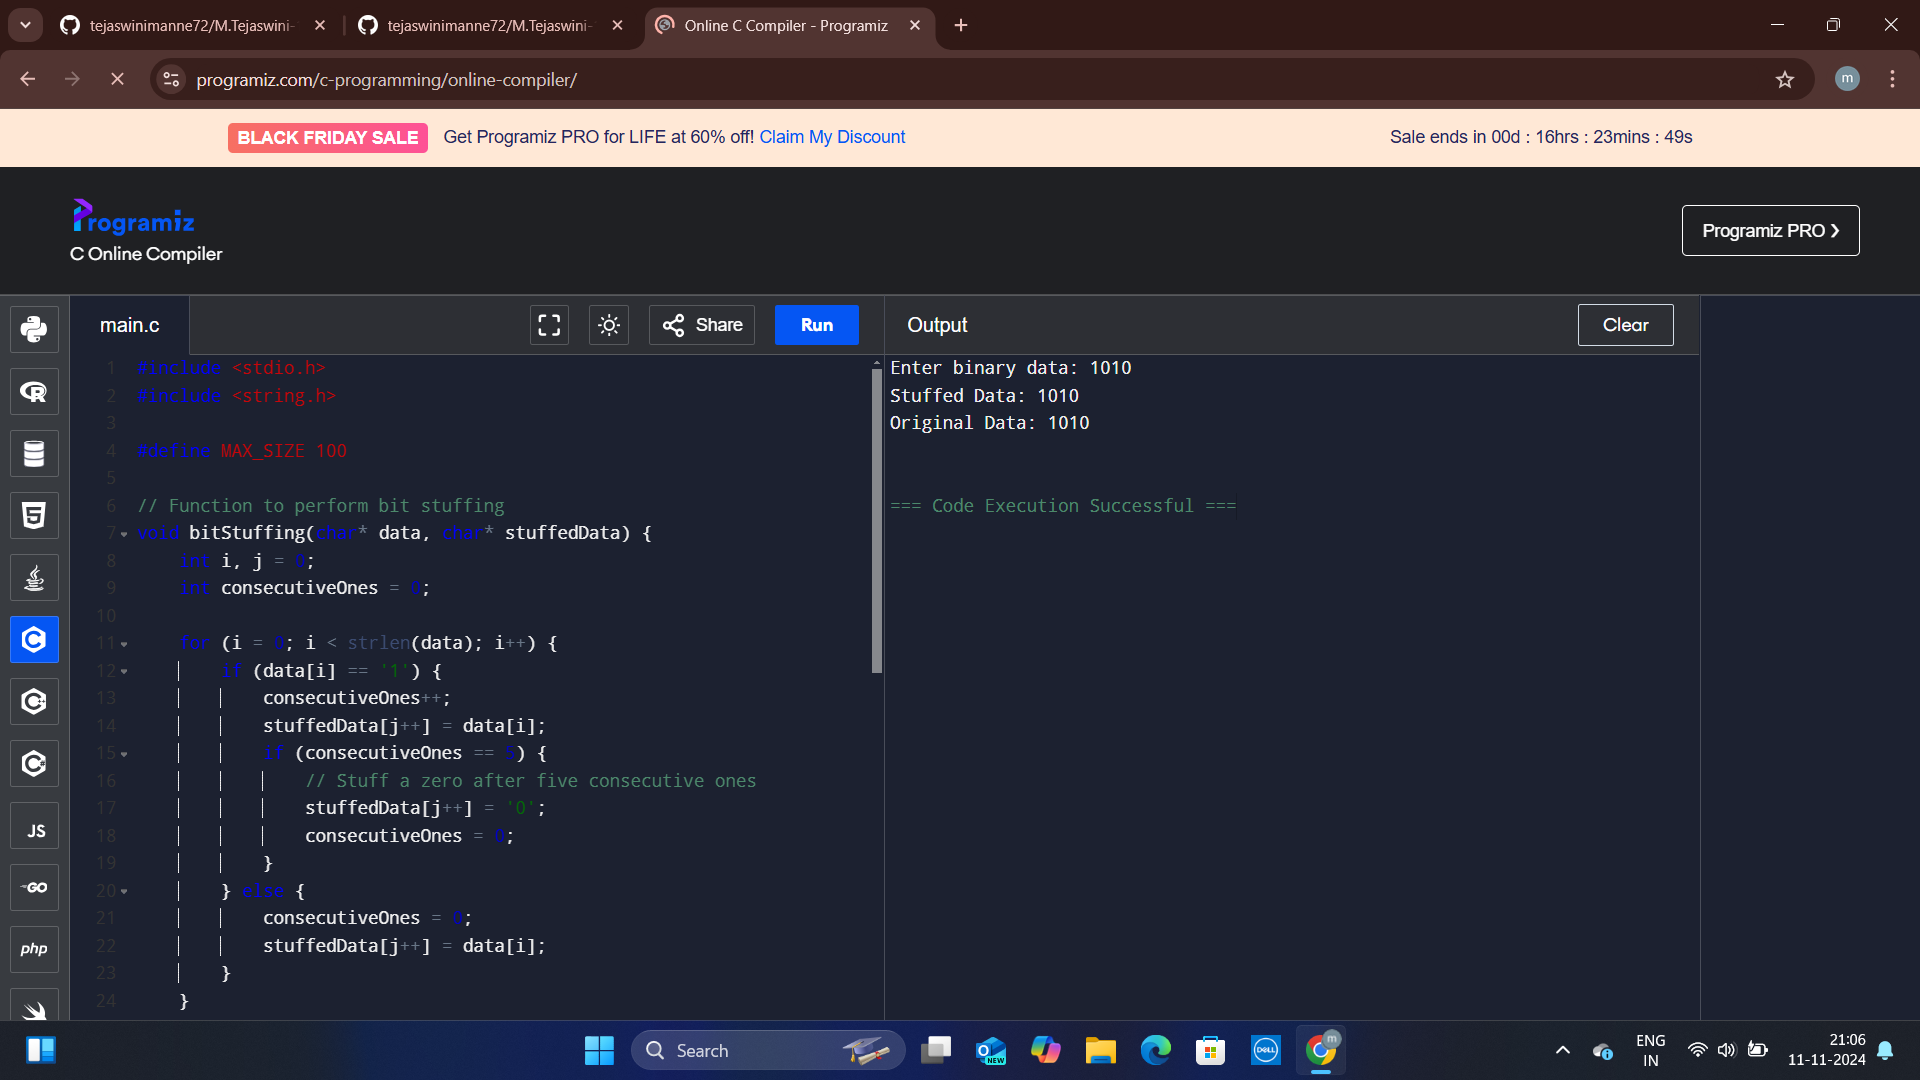 tejaswinimanne72/M.Tejaswini-
tejaswinimanne72/M.Tejaswini-
Online C Compiler - Programiz
programiz.com/c-programming/online-compiler/
m
BLACK FRIDAY SALE Get Programiz PRO for LIFE at 60% off! Claim My Discount
Sale ends in 00d : 16hrs : 23mins : 49s
Programiz
C Online Compiler
Programiz PRO
main.c
Share
Run
Output
Clear
1 #include <stdio.h>
2 #include <string.h>
3
4 #define MAX_SIZE 100
5
6 // Function to perform bit stuffing
7 void bitStuffing(char* data, char* stuffedData) {
8 int i, j = 0;
9 int consecutiveOnes = 0;
10
11 for (i = 0; i < strlen(data); i++) {
12 if (data[i] == '1') {
13 consecutiveOnes++;
14 stuffedData[j++] = data[i];
15 if (consecutiveOnes == 5) {
16 // Stuff a zero after five consecutive ones
17 stuffedData[j++] = '0';
18 consecutiveOnes = 0;
19 }
20 } else {
21 consecutiveOnes = 0;
22 stuffedData[j++] = data[i];
23 }
24 }
Enter binary data: 1010
Stuffed Data: 1010
Original Data: 1010
=== Code Execution Successful ===
R
5
C
C
C
JS
GO
php
Search
NEW
DELL
m
ENG
IN
21:06
11-11-2024